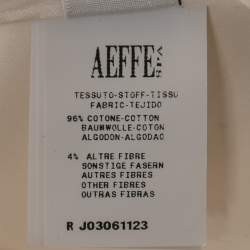 AEFFE SPA
TESSUTO-STOFF-TISSU
FABRIC-TEJIDO
96% COTONE-COTTON
BAUMWOLLE-COTON
ALGODON-ALGODAO
4% ALTRE FIBRE
SONSTIGE FASERN
AUTRES FIBRES
OTHER FIBRES
OUTRAS FIBRAS
R J03061123